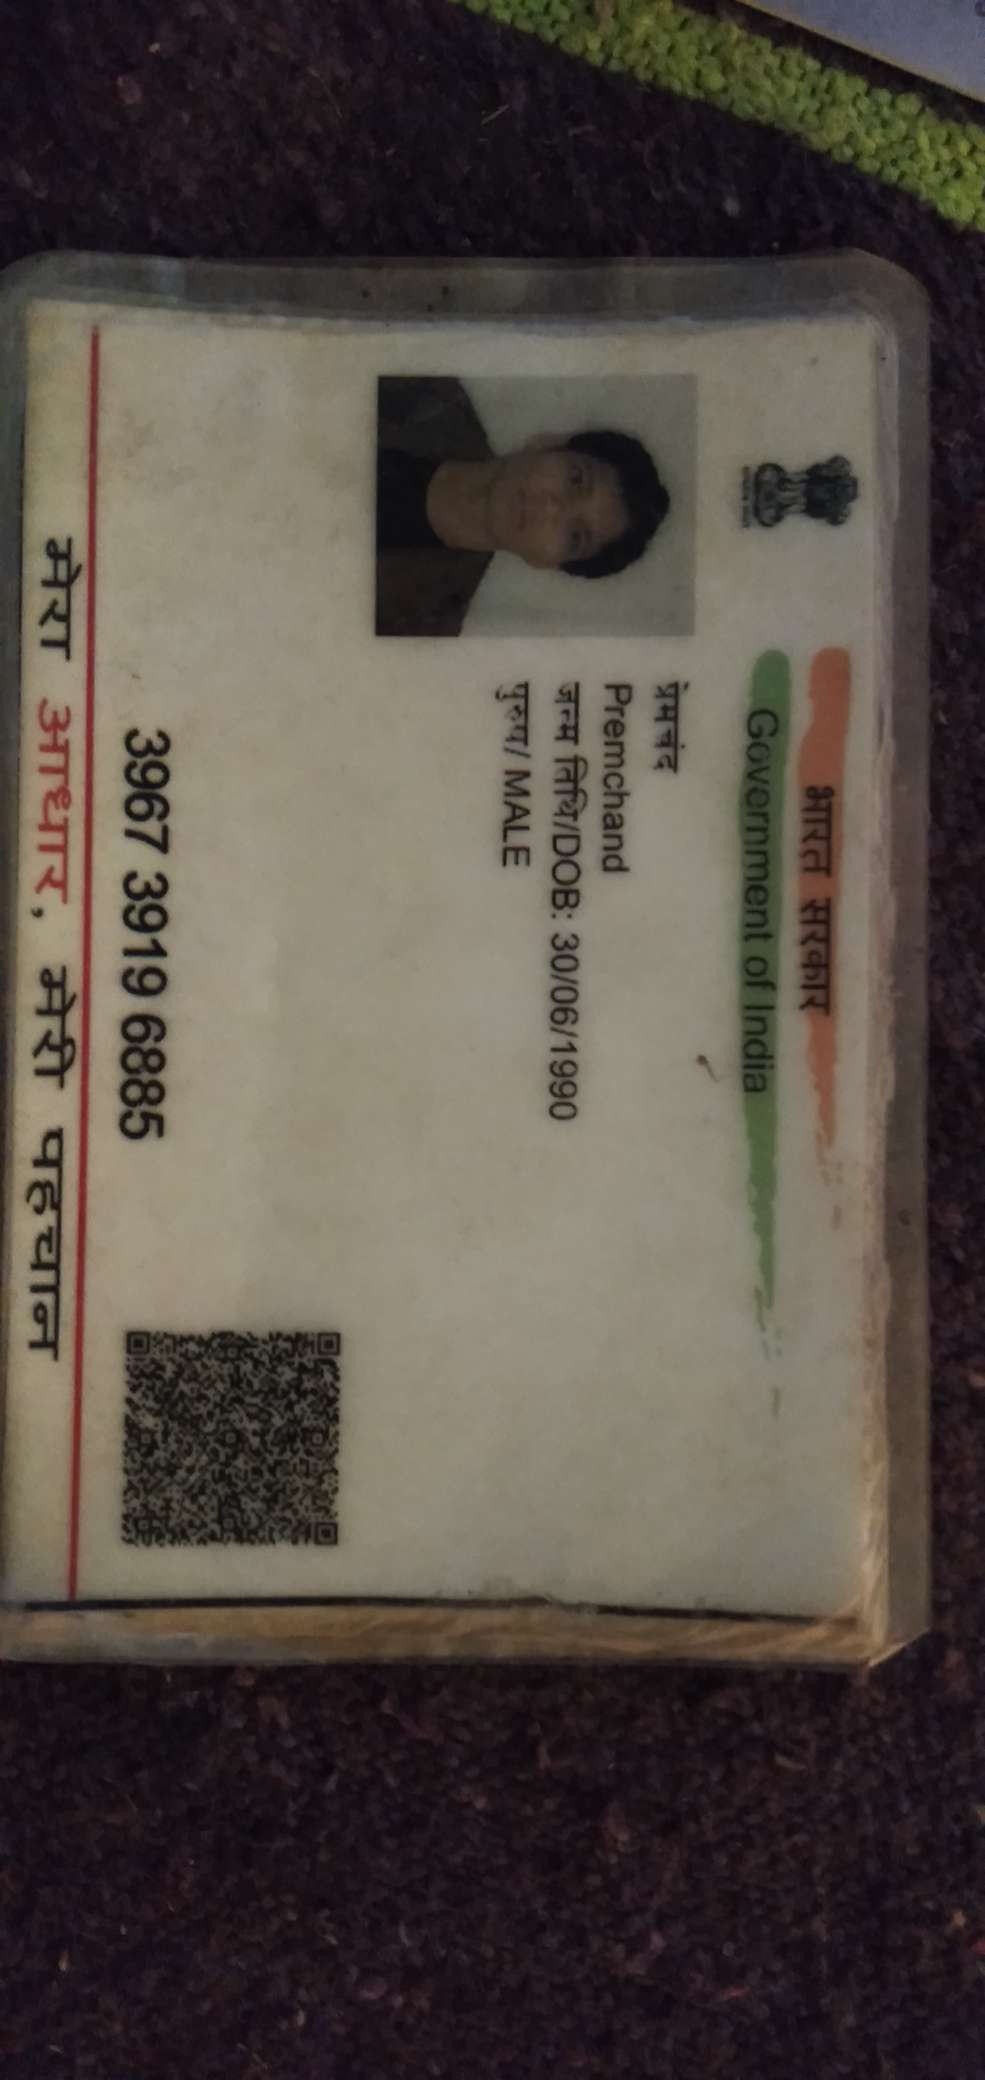 भारत सरकार
Government of India
प्रेमचंद
Premchand
जन्म तिथि/DOB: 30/06/1990
पुरुष/ MALE
3967 3919 6885
मेरा आधार, मेरी पहचान